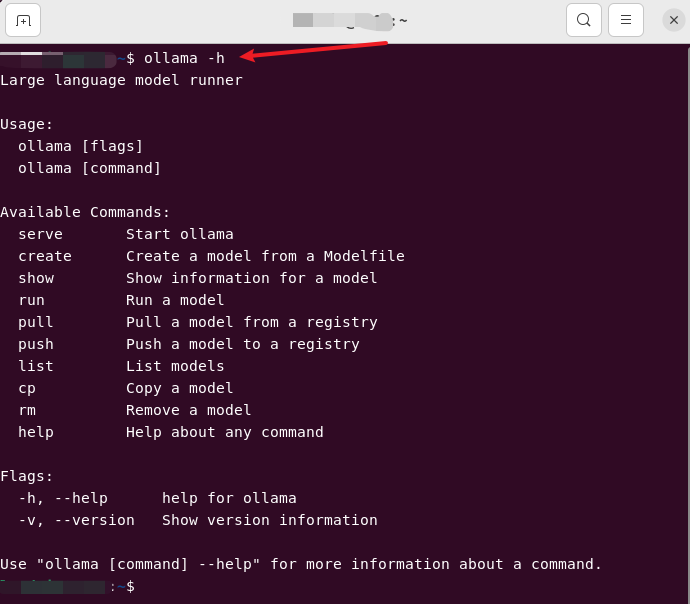 :~
~$ ollama -h
Large language model runner
Usage:
ollama [flags]
ollama [command]
Available Commands:
serve Start ollama
create Create a model from a Modelfile
show Show information for a model
run Run a model
pull Pull a model from a registry
push Push a model to a registry
list List models
cp Copy a model
rm Remove a model
help Help about any command
Flags:
-h, --help help for ollama
-v, --version Show version information
Use "ollama [command] --help" for more information about a command.
:~$